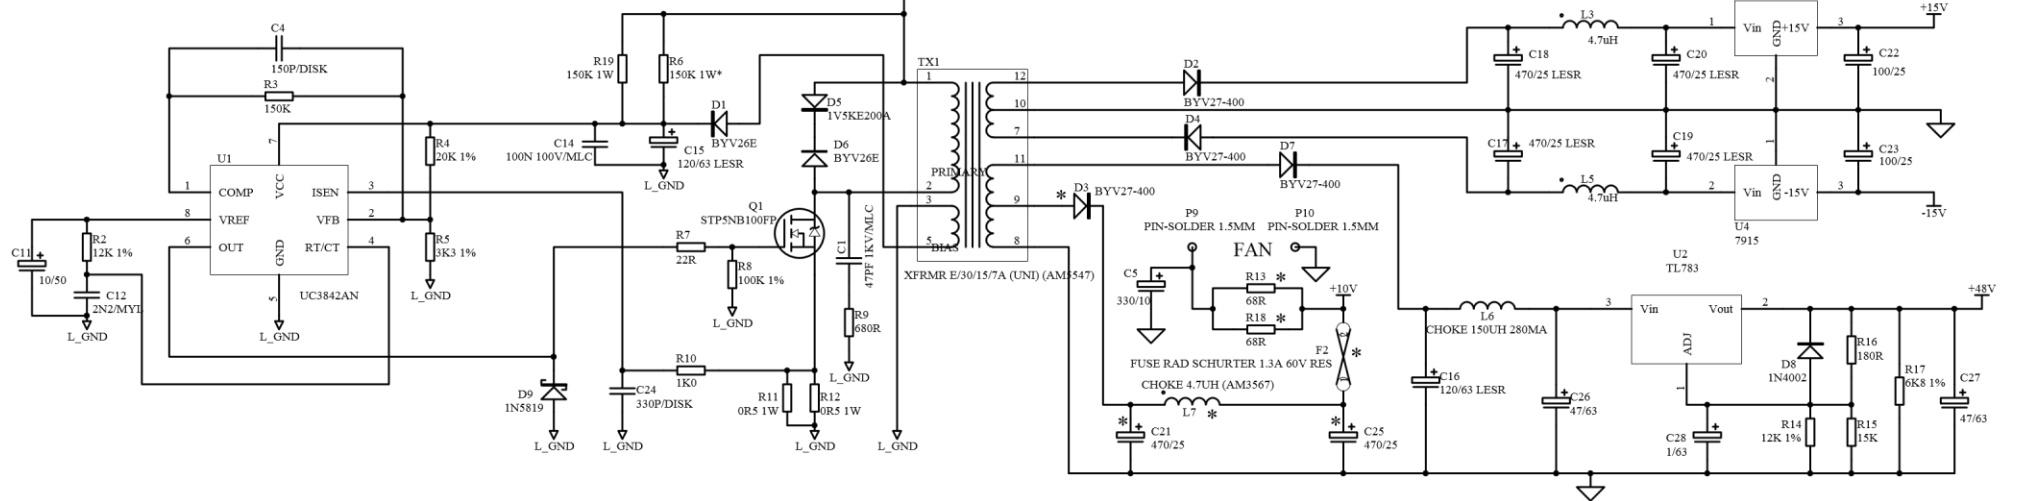 C4
150P/DISK
R3
150K
R19
150K 1W
R6
150K 1W*
D1
BYV26E
C14
100N 100V/MLC
C15
120/63 LESR
L_GND
R4
20K 1%
U1
7
VCC
1
COMP
ISEN
3
8
VREF
VFB
2
6
OUT
GND
RT/CT
4
5
UC3842AN
L_GND
R5
3K3 1%
L_GND
C11
10/50
R2
12K 1%
C12
2N2/MYL
L_GND
D5
1V5KE200A
D6
BYV26E
Q1
STP5NB100FP
R7
22R
R8
100K 1%
L_GND
C1
47PF 1KV/MLC
R9
680R
L_GND
R10
1K0
D9
1N5819
L_GND
C24
330P/DISK
L_GND
R11
0R5 1W
R12
0R5 1W
L_GND
L_GND
TX1
1
2
3
5
PRIMARY
BIAS
12
10
7
11
9
8
XFRMR E/30/15/7A (UNI) (AM5547)
D2
BYV27-400
D4
BYV27-400
D7
BYV27-400
* D3 BYV27-400
C18
470/25 LESR
L3
4.7uH
C20
470/25 LESR
1
Vin
GND
+15V
3
2
+15V
C22
100/25
C17
470/25 LESR
L5
4.7uH
C19
470/25 LESR
1
2
Vin
GND
-15V
3
U4
7915
C23
100/25
-15V
P9
PIN-SOLDER 1.5MM
P10
PIN-SOLDER 1.5MM
FAN
C5
330/10
R13 *
68R
R18 *
68R
+10V
F2 *
FUSE RAD SCHURTER 1.3A 60V RES
CHOKE 4.7UH (AM3567)
L7 *
* C21
470/25
* C25
470/25
C16
120/63 LESR
L6
CHOKE 150UH 280MA
C26
47/63
U2
TL783
3
Vin
Vout
2
ADJ
1
+48V
D8
1N4002
R16
180R
R17
6K8 1%
C27
47/63
C28
1/63
R14
12K 1%
R15
15K